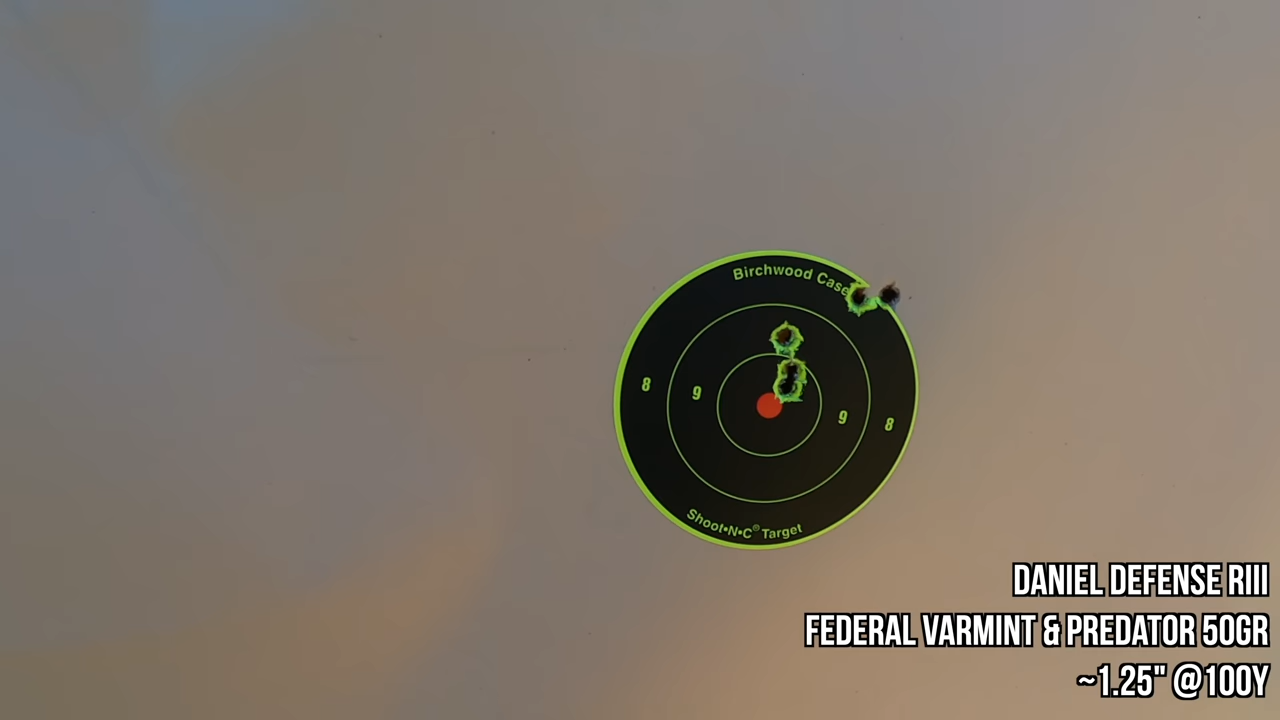 Birchwood Case
8 9 9 8
Shoot•N•C® Target
DANIEL DEFENSE RIII
FEDERAL VARMINT & PREDATOR 50GR
~1.25" @100Y